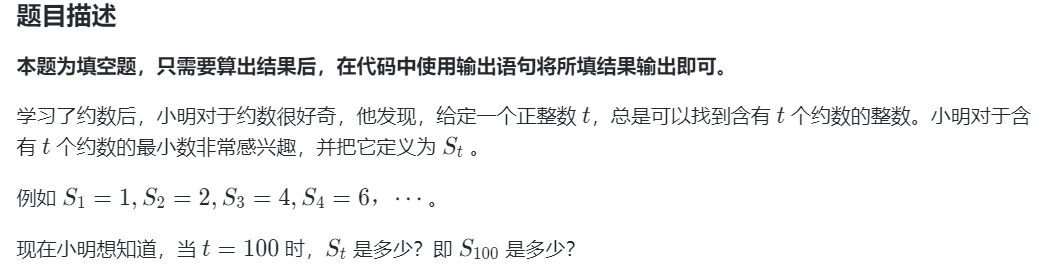 题目描述
本题为填空题，只需要算出结果后，在代码中使用输出语句将所填结果输出即可。
学习了约数后，小明对于约数很好奇，他发现，给定一个正整数 t，总是可以找到含有 t 个约数的整数。小明对于含
有 t 个约数的最小数非常感兴趣，并把它定义为 S_t 。
例如 S_1 = 1, S_2 = 2, S_3 = 4, S_4 = 6，⋯ 。
现在小明想知道，当 t = 100 时，S_t 是多少？即 S_100 是多少？